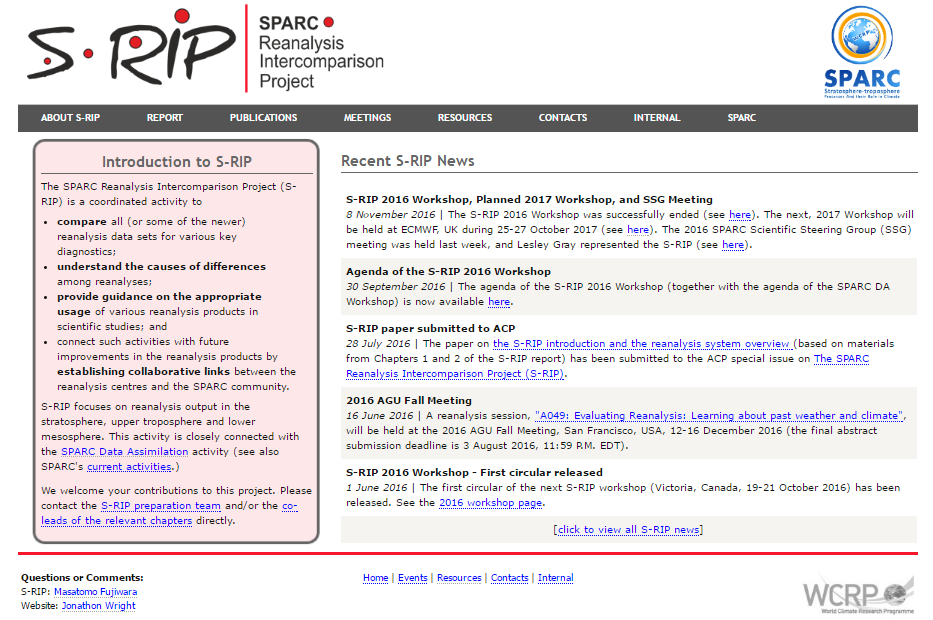 S-RIP
SPARC
Reanalysis
Intercomparison
Project
SPARC
Stratosphere-troposphere
Processes And their Role in Climate
ABOUT S-RIP REPORT PUBLICATIONS MEETINGS RESOURCES CONTACTS INTERNAL SPARC
Introduction to S-RIP
The SPARC Reanalysis Intercomparison Project (S-
RIP) is a coordinated activity to
• compare all (or some of the newer)
reanalysis data sets for various key
diagnostics;
• understand the causes of differences
among reanalyses;
• provide guidance on the appropriate
usage of various reanalysis products in
scientific studies; and
• connect such activities with future
improvements in the reanalysis products by
establishing collaborative links between the
reanalysis centres and the SPARC community.
S-RIP focuses on reanalysis output in the
stratosphere, upper troposphere and lower
mesosphere. This activity is closely connected with
the SPARC Data Assimilation activity (see also
SPARC's current activities.)
We welcome your contributions to this project. Please
contact the S-RIP preparation team and/or the co-
leads of the relevant chapters directly.
Recent S-RIP News
S-RIP 2016 Workshop, Planned 2017 Workshop, and SSG Meeting
8 November 2016 | The S-RIP 2016 Workshop was successfully ended (see here). The next, 2017 Workshop will
be held at ECMWF, UK during 25-27 October 2017 (see here). The 2016 SPARC Scientific Steering Group (SSG)
meeting was held last week, and Lesley Gray represented the S-RIP (see here).
Agenda of the S-RIP 2016 Workshop
30 September 2016 | The agenda of the S-RIP 2016 Workshop (together with the agenda of the SPARC DA
Workshop) is now available here.
S-RIP paper submitted to ACP
28 July 2016 | The paper on the S-RIP introduction and the reanalysis system overview (based on materials
from Chapters 1 and 2 of the S-RIP report) has been submitted to the ACP special issue on The SPARC
Reanalysis Intercomparison Project (S-RIP).
2016 AGU Fall Meeting
16 June 2016 | A reanalysis session, "A049: Evaluating Reanalysis: Learning about past weather and climate",
will be held at the 2016 AGU Fall Meeting, San Francisco, USA, 12-16 December 2016 (the final abstract
submission deadline is 3 August 2016, 11:59 P.M. EDT).
S-RIP 2016 Workshop - First circular released
1 June 2016 | The first circular of the next S-RIP workshop (Victoria, Canada, 19-21 October 2016) has been
released. See the 2016 workshop page.
[click to view all S-RIP news]
Questions or Comments:
S-RIP: Masatomo Fujiwara
Website: Jonathon Wright
Home | Events | Resources | Contacts | Internal
WCRP
World Climate Research Programme